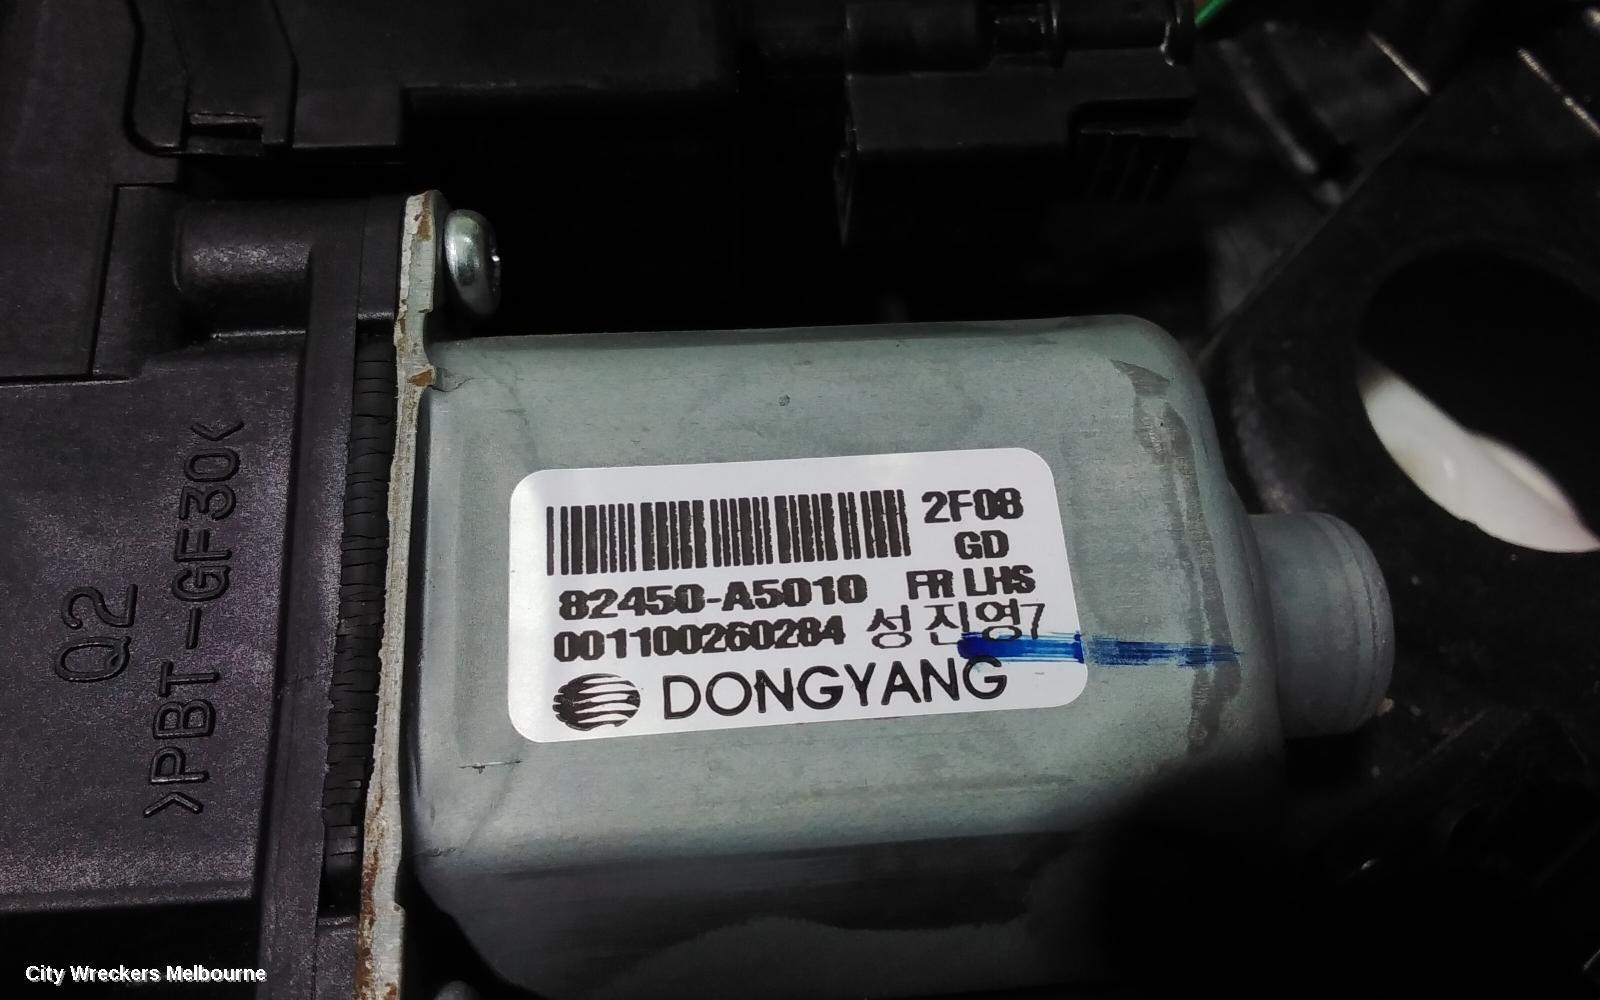 2F08
GD
82450-A5010 FR LHS
001100260284 성진영7
DONGYANG
Q2
>PBT-GF30<
City Wreckers Melbourne